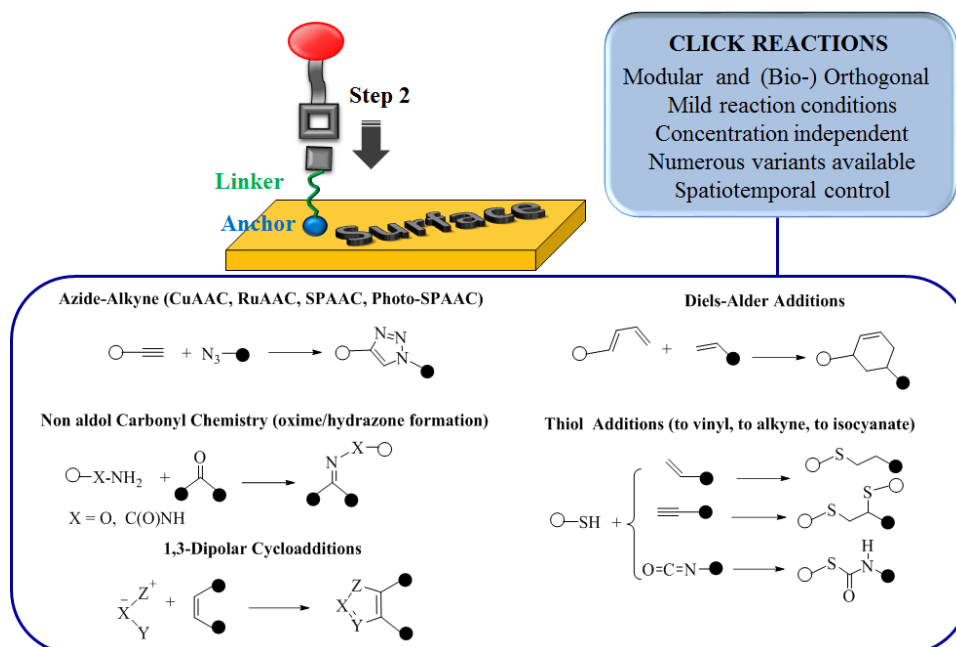 Step 2
Linker
Anchor
Surface
CLICK REACTIONS
Modular and (Bio-) Orthogonal
Mild reaction conditions
Concentration independent
Numerous variants available
Spatiotemporal control
Azide-Alkyne (CuAAC, RuAAC, SPAAC, Photo-SPAAC)
+ N₃
N N N
Diels-Alder Additions
+
Non aldol Carbonyl Chemistry (oxime/hydrazone formation)
X-NH₂ + O
N X
X = O, C(O)NH
Thiol Additions (to vinyl, to alkyne, to isocyanate)
SH +
S
S S
O=C=N
S O N H
1,3-Dipolar Cycloadditions
Z⁺ X⁻ Y +
Z X Y